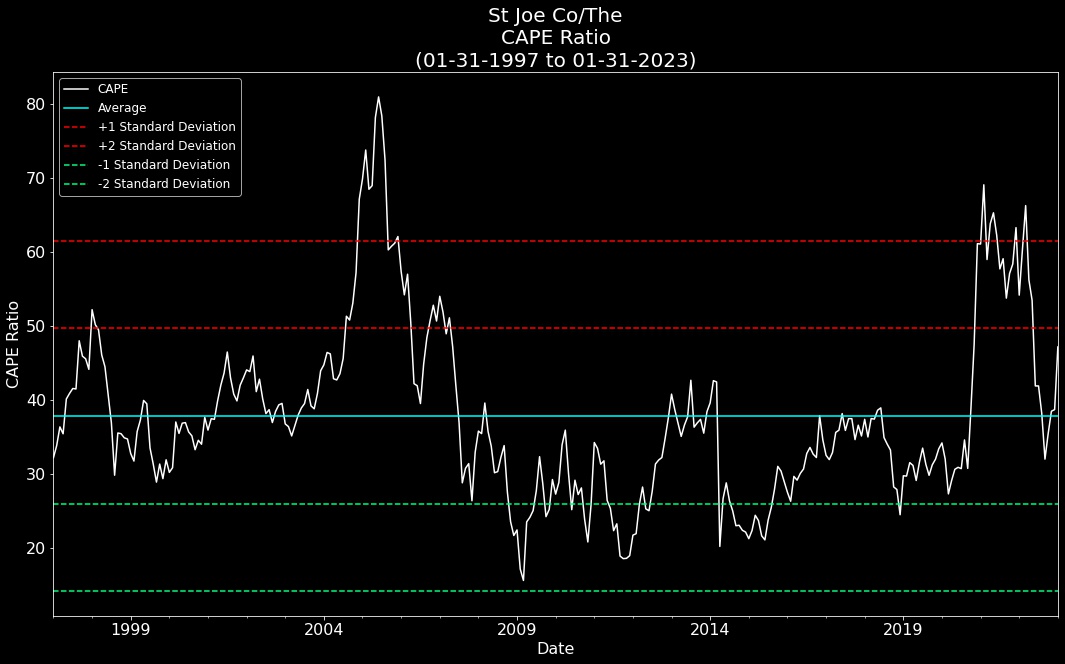 St Joe Co/The
CAPE Ratio
(01-31-1997 to 01-31-2023)
CAPE
Average
+1 Standard Deviation
+2 Standard Deviation
-1 Standard Deviation
-2 Standard Deviation
CAPE Ratio
80
70
60
50
40
30
20
1999
2004
2009
2014
2019
Date